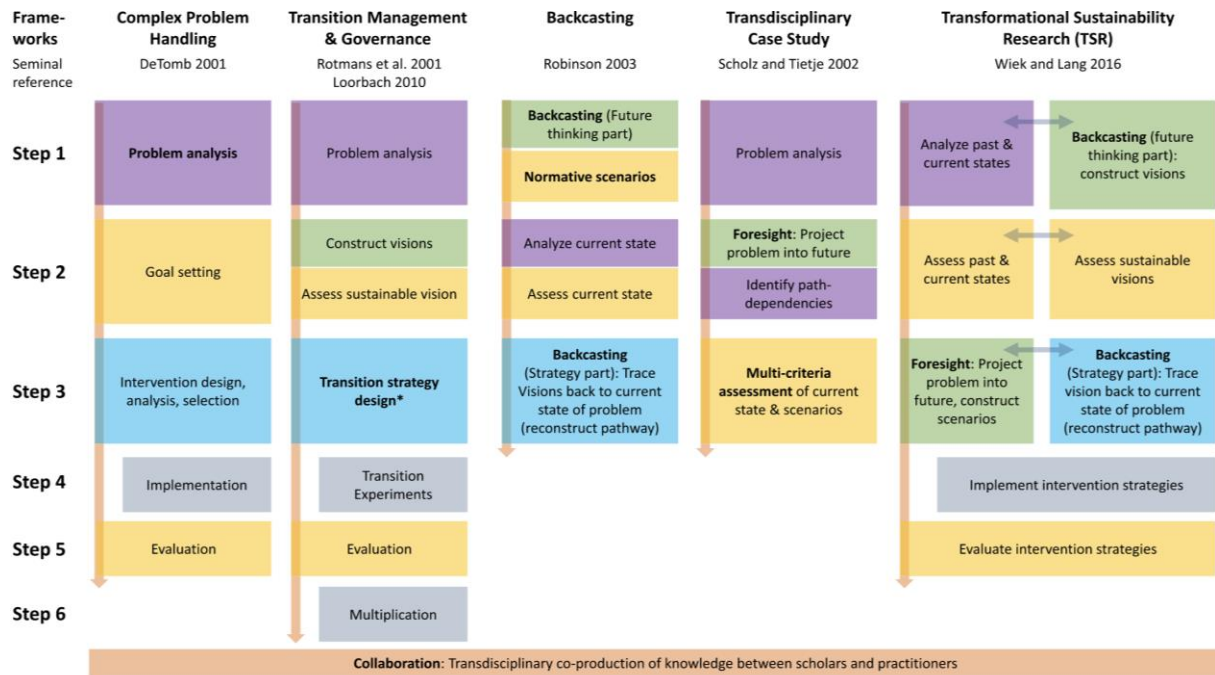 Frame-
works
Complex Problem
Handling
Transition Management
& Governance
Backcasting
Transdisciplinary
Case Study
Transformational Sustainability
Research (TSR)
Seminal
reference
DeTomb 2001
Rotmans et al. 2001
Loorbach 2010
Robinson 2003
Scholz and Tietje 2002
Wiek and Lang 2016
Step 1
Problem analysis
Problem analysis
Backcasting (Future
thinking part)
Normative scenarios
Problem analysis
Analyze past &
current states
Backcasting (future
thinking part):
construct visions
Step 2
Goal setting
Construct visions
Assess sustainable vision
Analyze current state
Assess current state
Foresight: Project
problem into future
Identify path-
dependencies
Assess past &
current states
Assess sustainable
visions
Step 3
Intervention design,
analysis, selection
Transition strategy
design*
Backcasting
(Strategy part): Trace
Visions back to current
state of problem
(reconstruct pathway)
Multi-criteria
assessment of current
state & scenarios
Foresight: Project
problem into
future, construct
scenarios
Backcasting
(Strategy part): Trace
vision back to current
state of problem
(reconstruct pathway)
Step 4
Implementation
Transition
Experiments
Implement intervention strategies
Step 5
Evaluation
Evaluation
Evaluate intervention strategies
Step 6
Multiplication
Collaboration: Transdisciplinary co-production of knowledge between scholars and practitioners